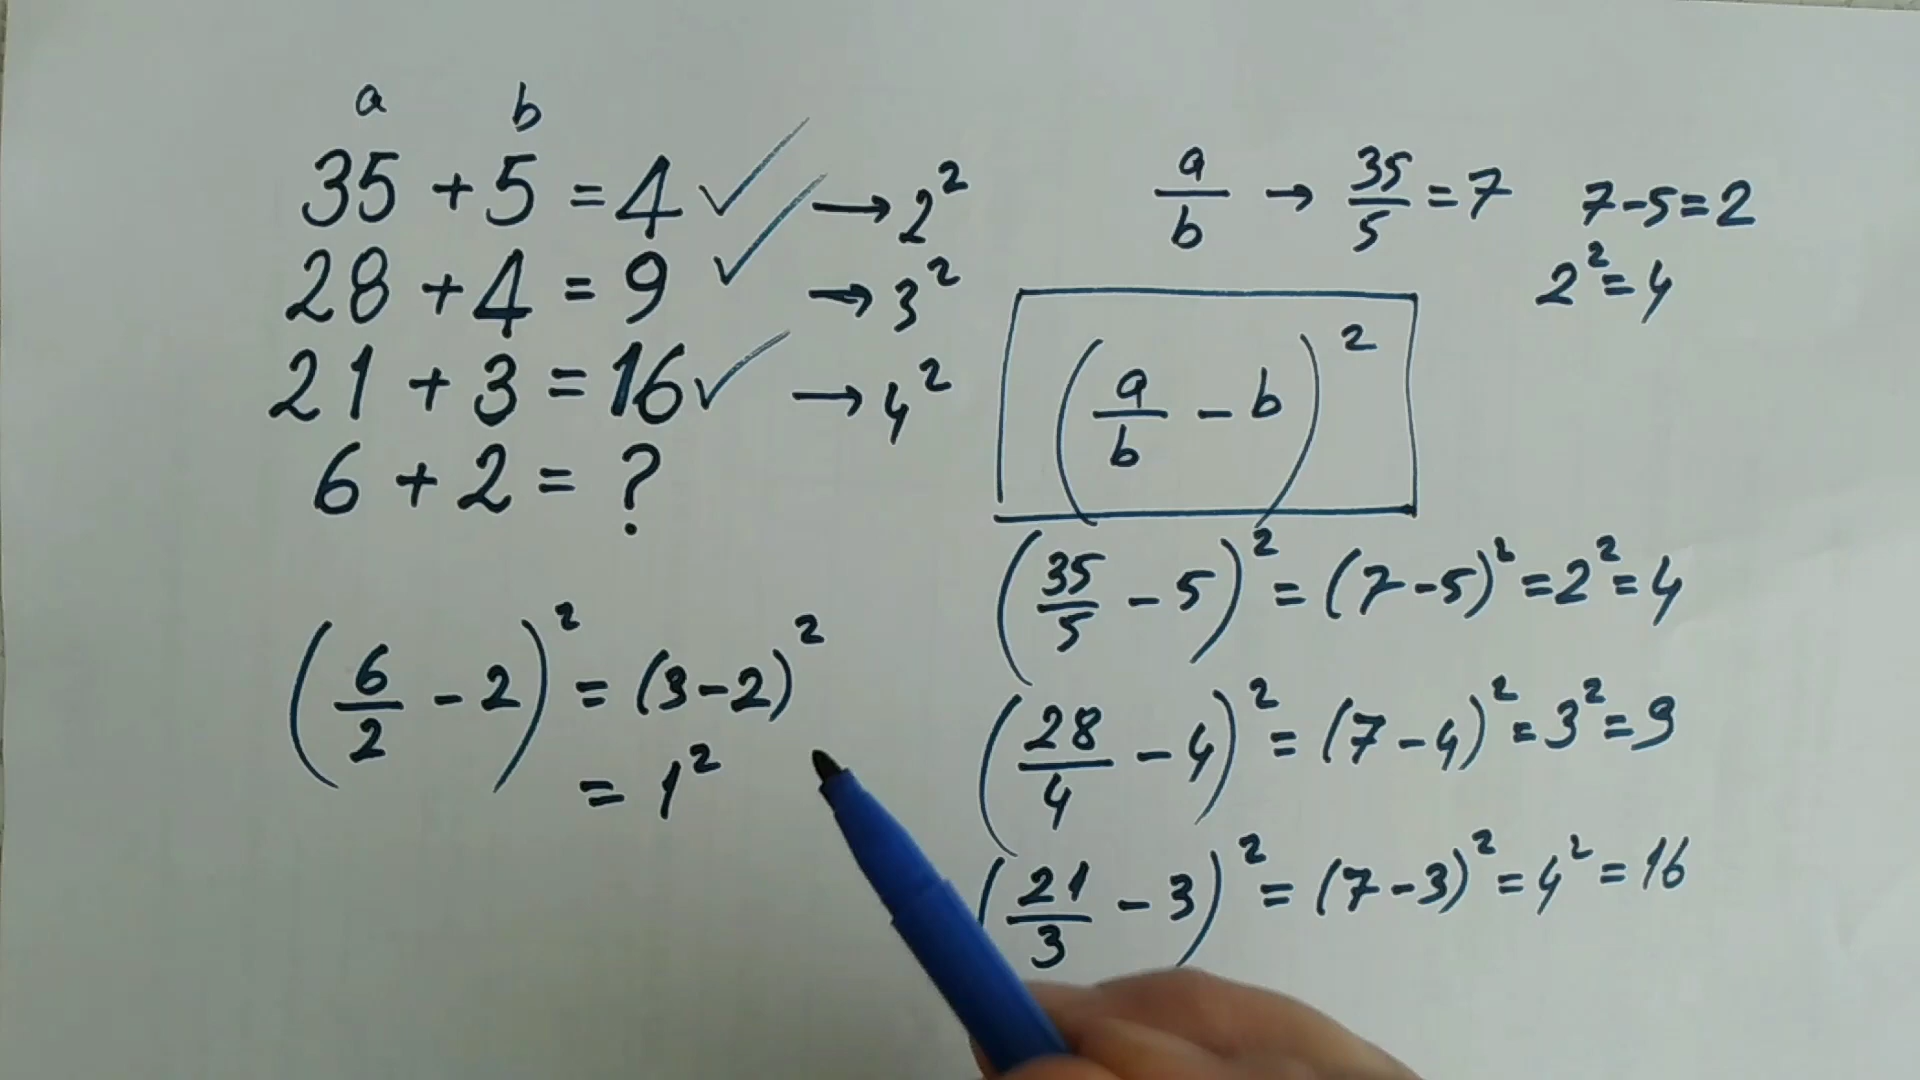 a b
35 + 5 = 4 ✓ → 2²
28 + 4 = 9 ✓ → 3²
21 + 3 = 16 ✓ → 4²
6 + 2 = ?
(6/2 - 2)² = (3-2)²
= 1²
a/b → 35/5 = 7 7-5=2
2²=4
(a/b - b)²
(35/5 - 5)² = (7-5)² = 2² = 4
(28/4 - 4)² = (7-4)² = 3² = 9
(21/3 - 3)² = (7-3)² = 4² = 16